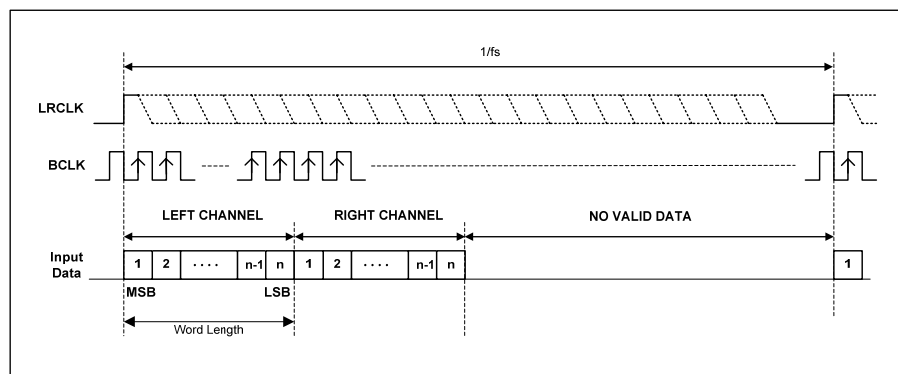 1/fs
LRCLK
BCLK
LEFT CHANNEL RIGHT CHANNEL NO VALID DATA
Input
Data
1 2 · · · · n-1 n 1 2 · · · · n-1 n 1
MSB LSB
Word Length